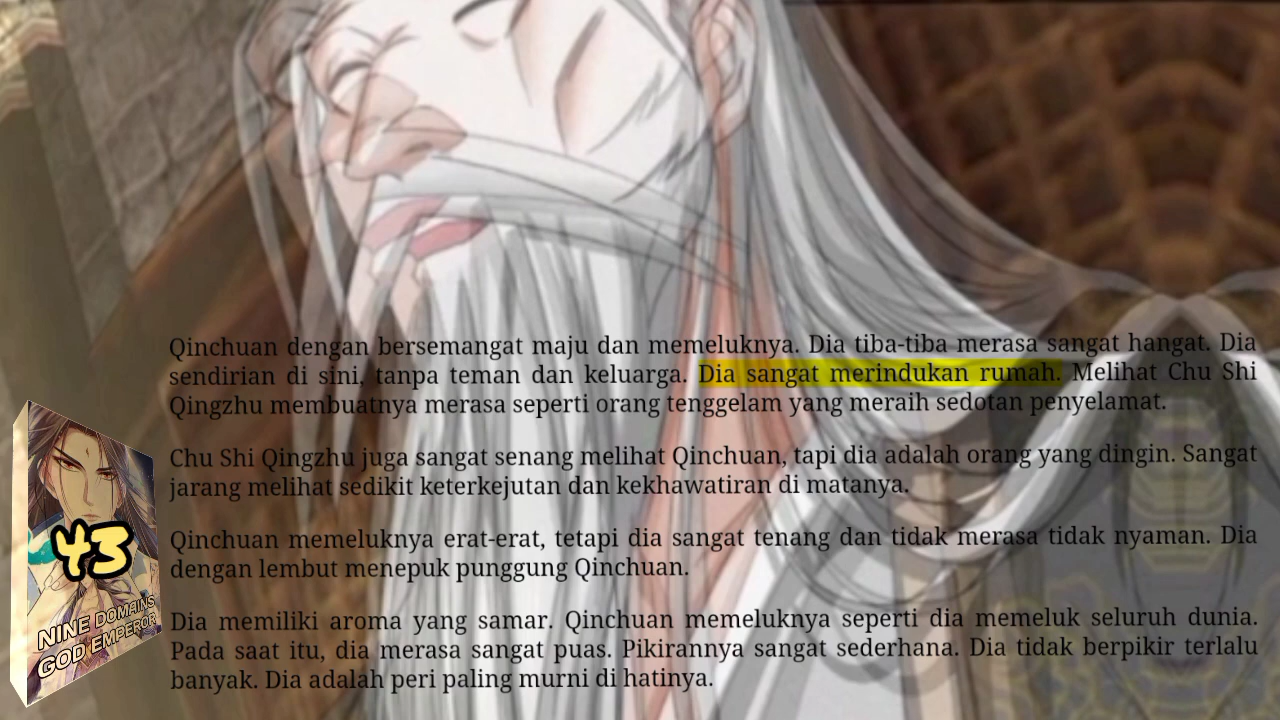 Qinchuan dengan bersemangat maju dan memeluknya. Dia tiba-tiba merasa sangat hangat. Dia
sendirian di sini, tanpa teman dan keluarga. Dia sangat merindukan rumah. Melihat Chu Shi
Qingzhu membuatnya merasa seperti orang tenggelam yang meraih sedotan penyelamat.
Chu Shi Qingzhu juga sangat senang melihat Qinchuan, tapi dia adalah orang yang dingin. Sangat
jarang melihat sedikit keterkejutan dan kekhawatiran di matanya.
Qinchuan memeluknya erat-erat, tetapi dia sangat tenang dan tidak merasa tidak nyaman. Dia
dengan lembut menepuk punggung Qinchuan.
Dia memiliki aroma yang samar. Qinchuan memeluknya seperti dia memeluk seluruh dunia.
Pada saat itu, dia merasa sangat puas. Pikirannya sangat sederhana. Dia tidak berpikir terlalu
banyak. Dia adalah peri paling murni di hatinya.
43
NINE DOMAINS
GOD EMPEROR